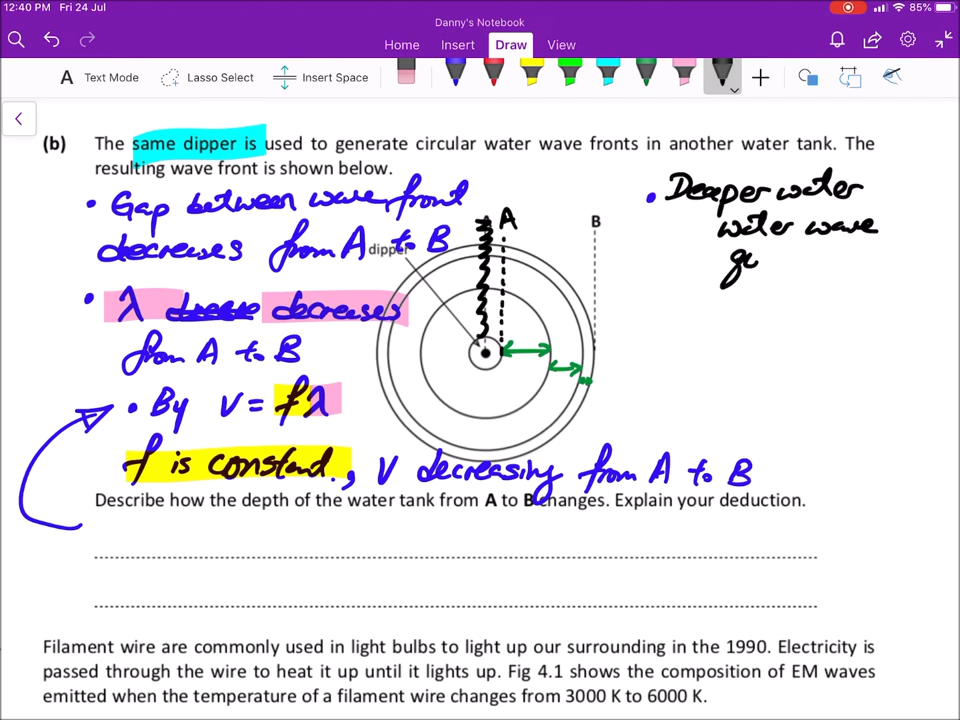 12:40 PM Fri 24 Jul
85%
Danny's Notebook
Home Insert Draw View
A Text Mode Lasso Select Insert Space
(b) The same dipper is used to generate circular water wave fronts in another water tank. The
resulting wave front is shown below.
• Gap between wave front
decreases from A to B
dipper
A
B
• Deeper water
water wave
go
• λ decreases
from A to B
• By v = fλ
f is constand., v decreasing from A to B
Describe how the depth of the water tank from A to B changes. Explain your deduction.
Filament wire are commonly used in light bulbs to light up our surrounding in the 1990. Electricity is
passed through the wire to heat it up until it lights up. Fig 4.1 shows the composition of EM waves
emitted when the temperature of a filament wire changes from 3000 K to 6000 K.